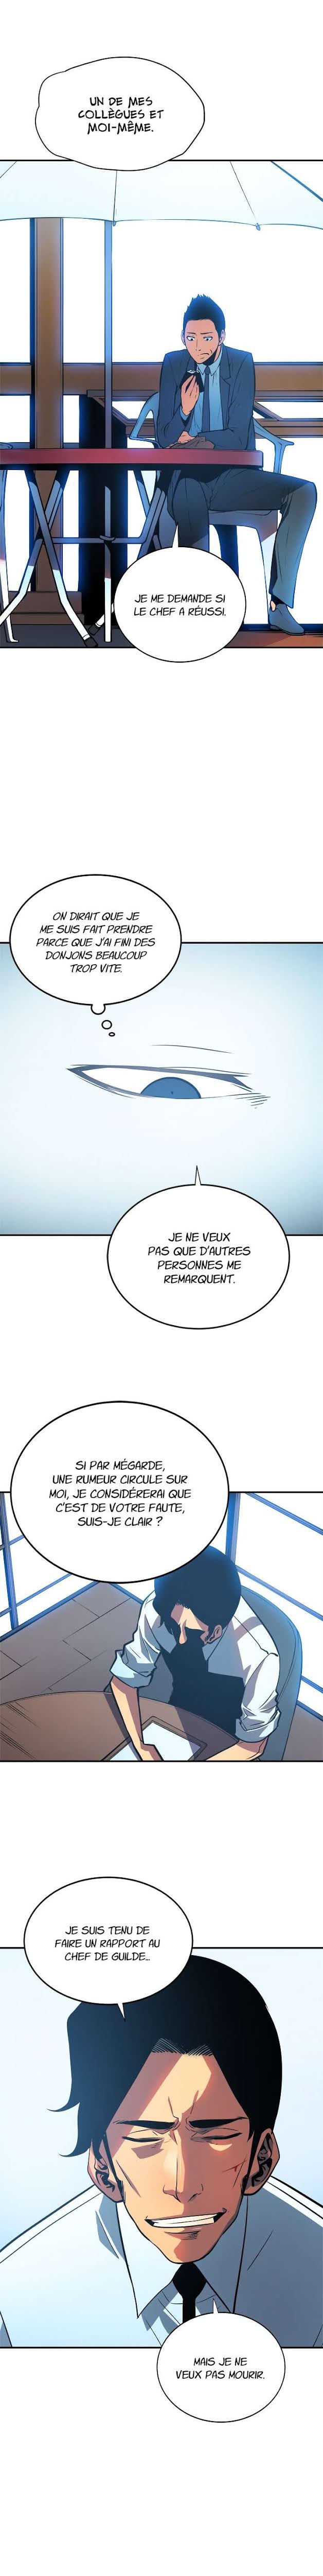 UN DE MES
COLLÈGUES ET
MOI-MÊME.
JE ME DEMANDE SI
LE CHEF A RÉUSSI.
ON DIRAIT QUE JE
ME SUIS FAIT PRENDRE
PARCE QUE J'AI FINI DES
DONJONS BEAUCOUP
TROP VITE.
JE NE VEUX
PAS QUE D'AUTRES
PERSONNES ME
REMARQUENT.
SI PAR MÉGARDE,
UNE RUMEUR CIRCULE SUR
MOI, JE CONSIDÉRERAI QUE
C'EST DE VOTRE FAUTE,
SUIS-JE CLAIR ?
JE SUIS TENU DE
FAIRE UN RAPPORT AU
CHEF DE GUILDE...
MAIS JE NE
VEUX PAS MOURIR.